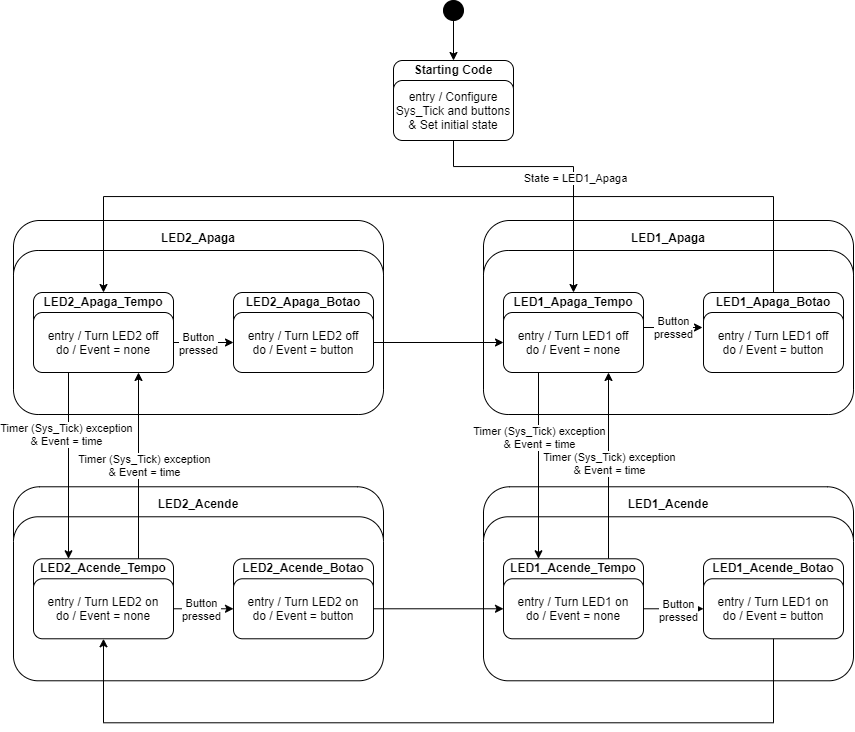 Starting Code
entry / Configure
Sys_Tick and buttons
& Set initial state
State = LED1_Apaga
LED2_Apaga
LED2_Apaga_Tempo
entry / Turn LED2 off
do / Event = none
Button
pressed
LED2_Apaga_Botao
entry / Turn LED2 off
do / Event = button
LED1_Apaga
LED1_Apaga_Tempo
entry / Turn LED1 off
do / Event = none
Button
pressed
LED1_Apaga_Botao
entry / Turn LED1 off
do / Event = button
Timer (Sys_Tick) exception
& Event = time
Timer (Sys_Tick) exception
& Event = time
Timer (Sys_Tick) exception
& Event = time
Timer (Sys_Tick) exception
& Event = time
LED2_Acende
LED2_Acende_Tempo
entry / Turn LED2 on
do / Event = none
Button
pressed
LED2_Acende_Botao
entry / Turn LED2 on
do / Event = button
LED1_Acende
LED1_Acende_Tempo
entry / Turn LED1 on
do / Event = none
Button
pressed
LED1_Acende_Botao
entry / Turn LED1 on
do / Event = button